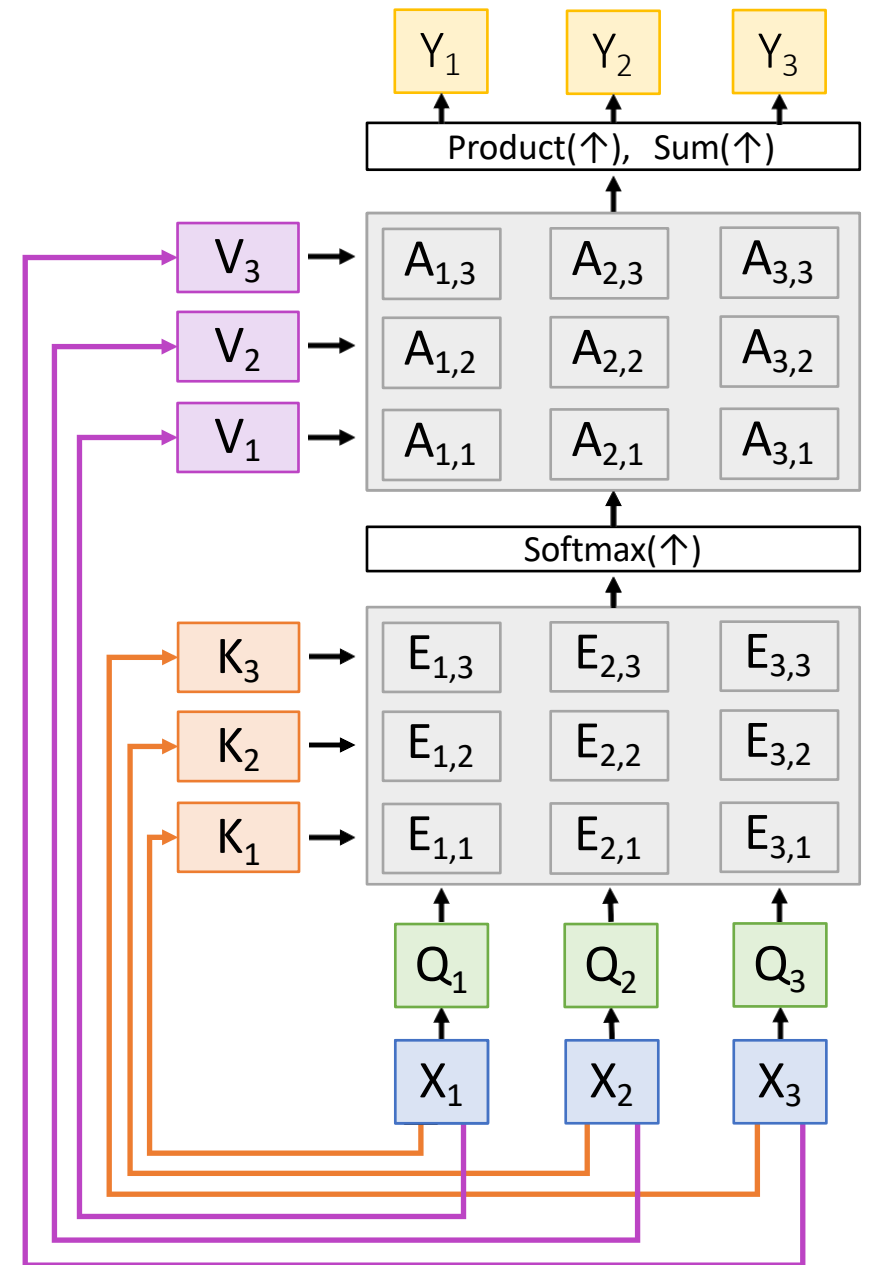 Y₁ Y₂ Y₃
Product(↑), Sum(↑)
V₃ A₁,₃ A₂,₃ A₃,₃
V₂ A₁,₂ A₂,₂ A₃,₂
V₁ A₁,₁ A₂,₁ A₃,₁
Softmax(↑)
K₃ E₁,₃ E₂,₃ E₃,₃
K₂ E₁,₂ E₂,₂ E₃,₂
K₁ E₁,₁ E₂,₁ E₃,₁
Q₁ Q₂ Q₃
X₁ X₂ X₃